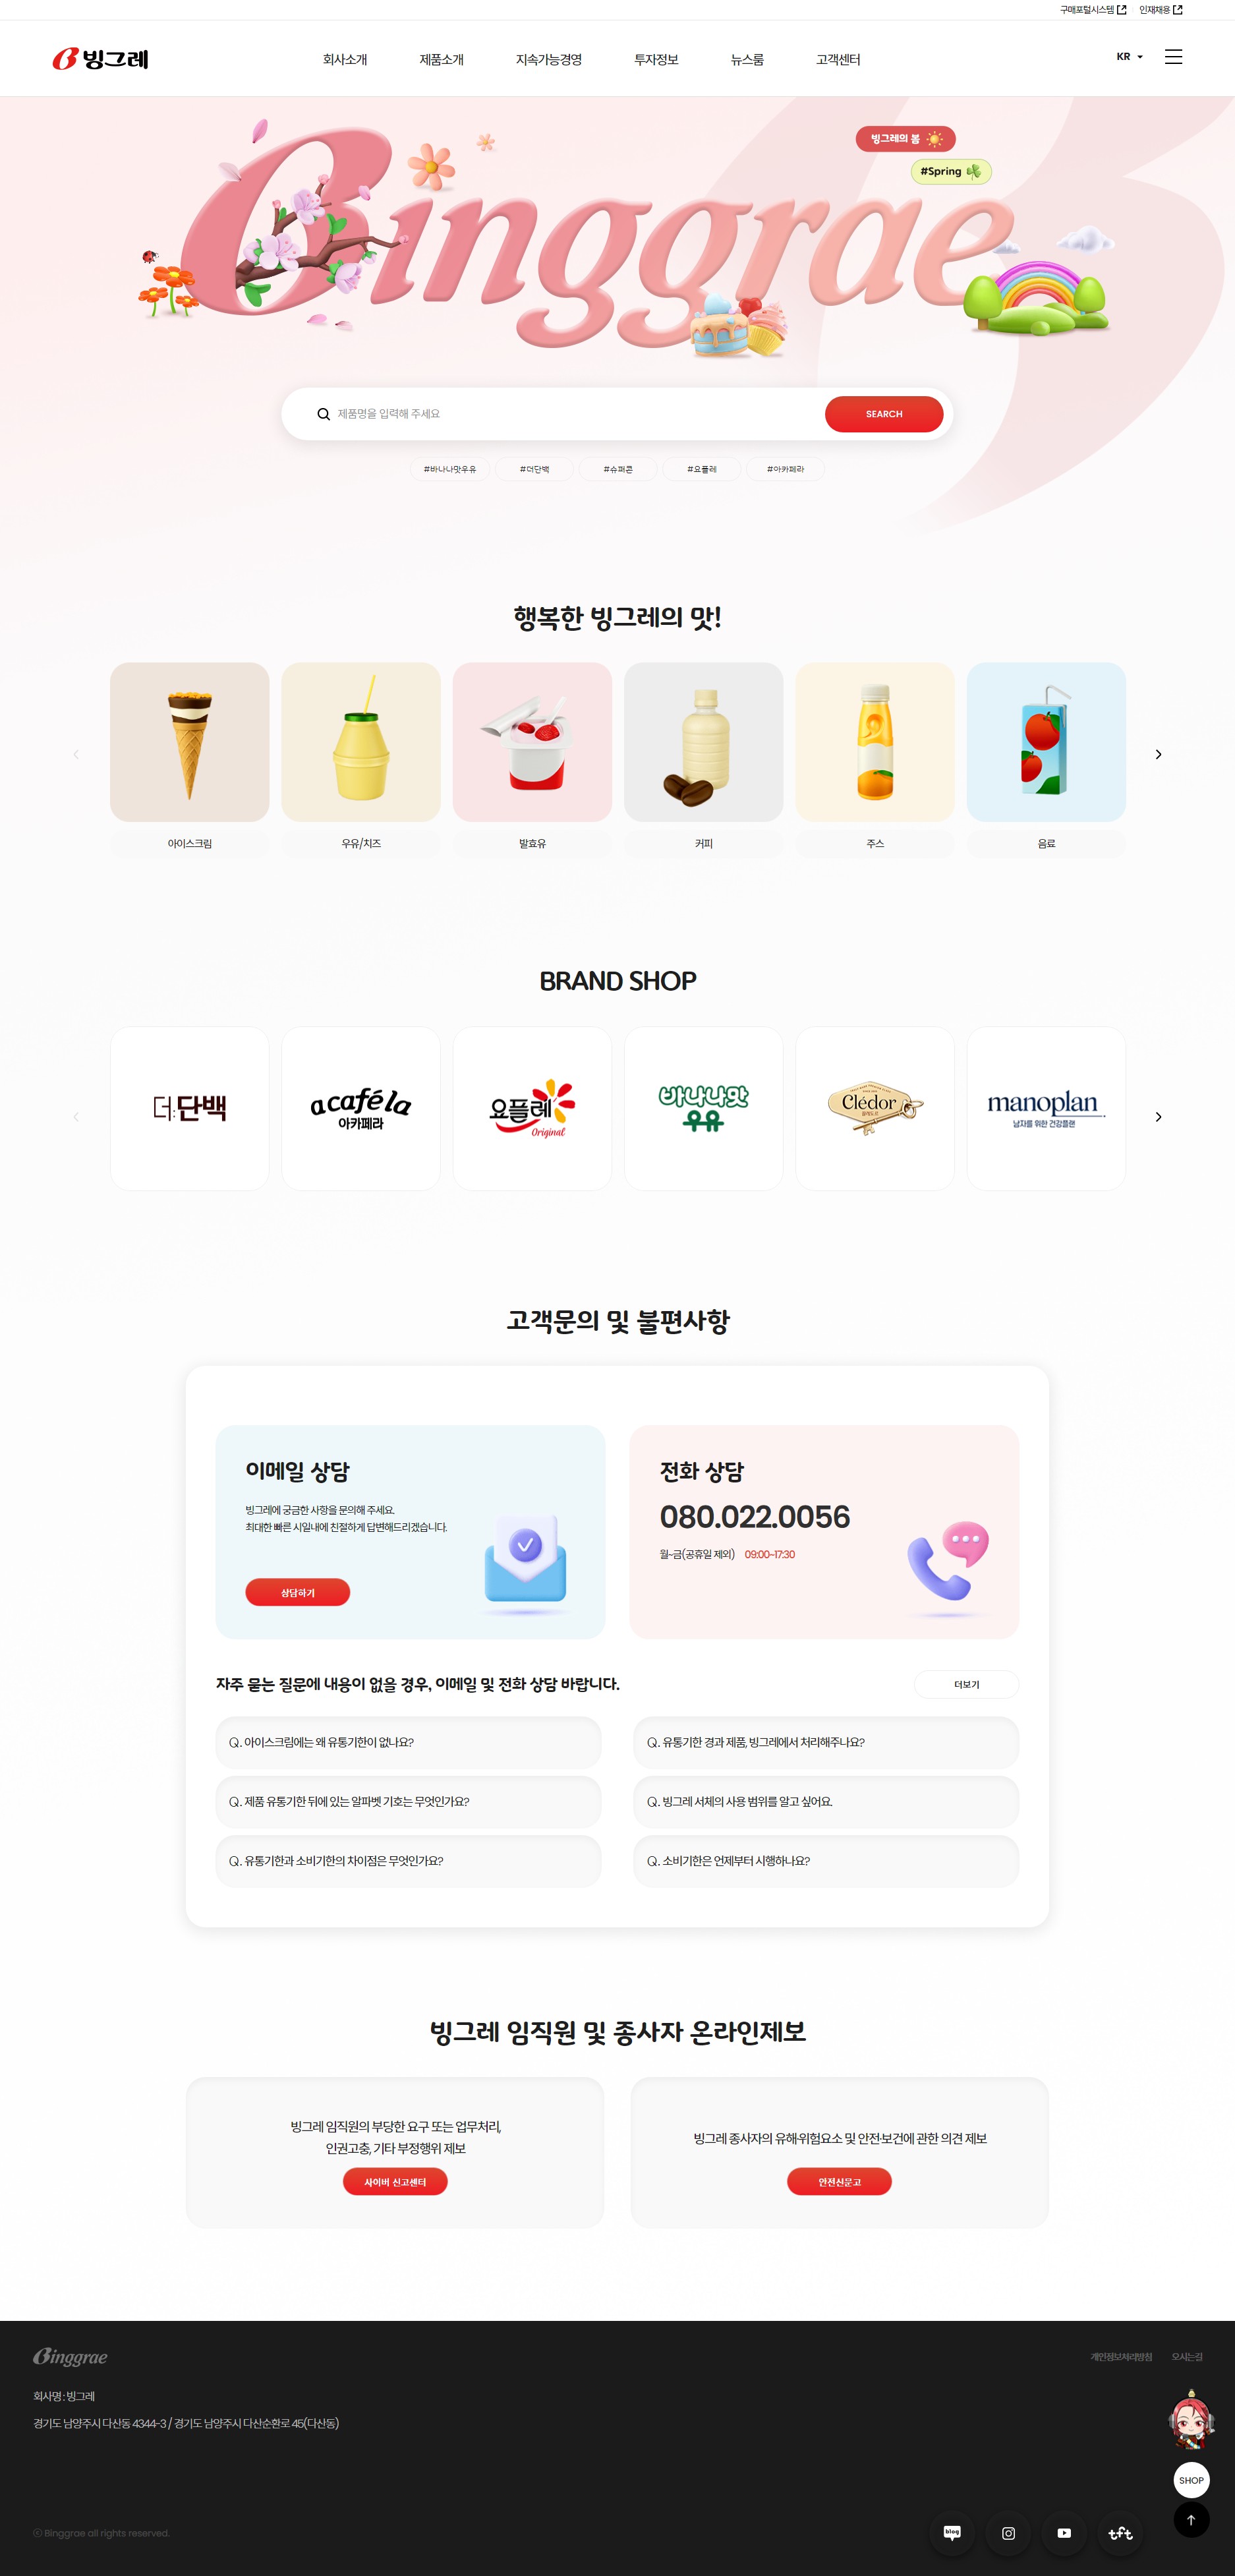 구매포털시스템
인재채용
빙그레
회사소개
제품소개
지속가능경영
투자정보
뉴스룸
고객센터
KR
Binggrae
빙그레의 봄
#Spring
제품명을 입력해 주세요
SEARCH
#바나나맛우유
#더단백
#슈퍼콘
#요플레
#아카페라
행복한 빙그레의 맛!
아이스크림
우유/치즈
발효유
커피
주스
음료
BRAND SHOP
더:단백
acaféla
아카페라
요플레
Original
바나나맛
우유
Clédor
끌레도르
manoplan
남자를 위한 건강플랜
고객문의 및 불편사항
이메일 상담
빙그레에 궁금한 사항을 문의해 주세요.
최대한 빠른 시일내에 친절하게 답변해드리겠습니다.
상담하기
전화 상담
080.022.0056
월~금(공휴일 제외) 09:00~17:30
자주 묻는 질문에 내용이 없을 경우, 이메일 및 전화 상담 바랍니다.
더보기
Q. 아이스크림에는 왜 유통기한이 없나요?
Q. 유통기한 경과 제품, 빙그레에서 처리해주나요?
Q. 제품 유통기한 뒤에 있는 알파벳 기호는 무엇인가요?
Q. 빙그레 서체의 사용 범위를 알고 싶어요.
Q. 유통기한과 소비기한의 차이점은 무엇인가요?
Q. 소비기한은 언제부터 시행하나요?
빙그레 임직원 및 종사자 온라인제보
빙그레 임직원의 부당한 요구 또는 업무처리,
인권고충, 기타 부정행위 제보
사이버 신고센터
빙그레 종사자의 유해·위험요소 및 안전·보건에 관한 의견 제보
안전신문고
Binggrae
개인정보처리방침
오시는길
회사명 : 빙그레
경기도 남양주시 다산동 4344-3 / 경기도 남양주시 다산순환로 45(다산동)
SHOP
ⓒ Binggrae all rights reserved.
blog
tft